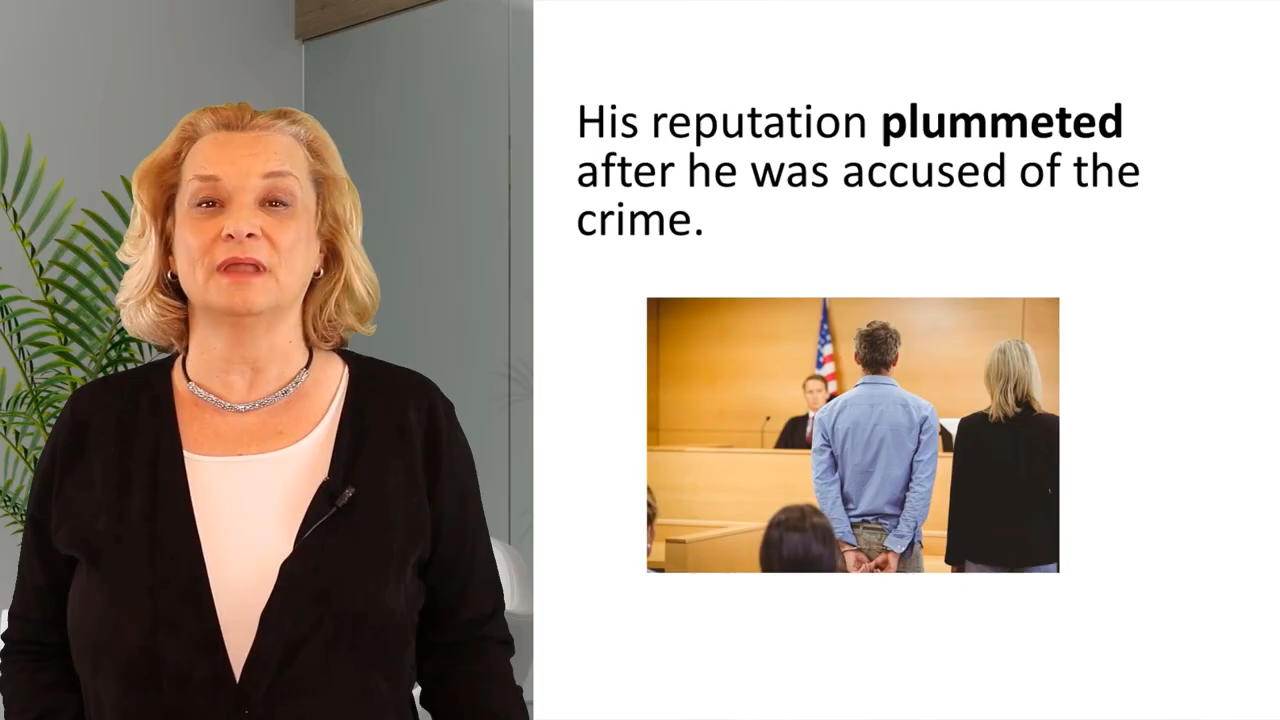 His reputation plummeted
after he was accused of the
crime.